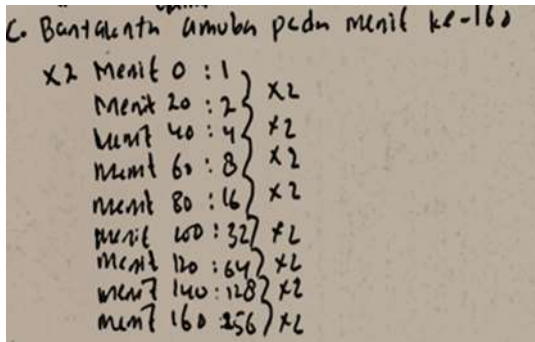 C. Bantaknta amuba pada menit ke-160
x2 Menit 0 : 1
Menit 20 : 2 x2
Menit 40 : 4 x2
Menit 60 : 8 x2
menit 80 : 16 x2
menit 100 : 32 x2
Menit 120 : 64 x2
menit 140 : 128 x2
menit 160 256 x2